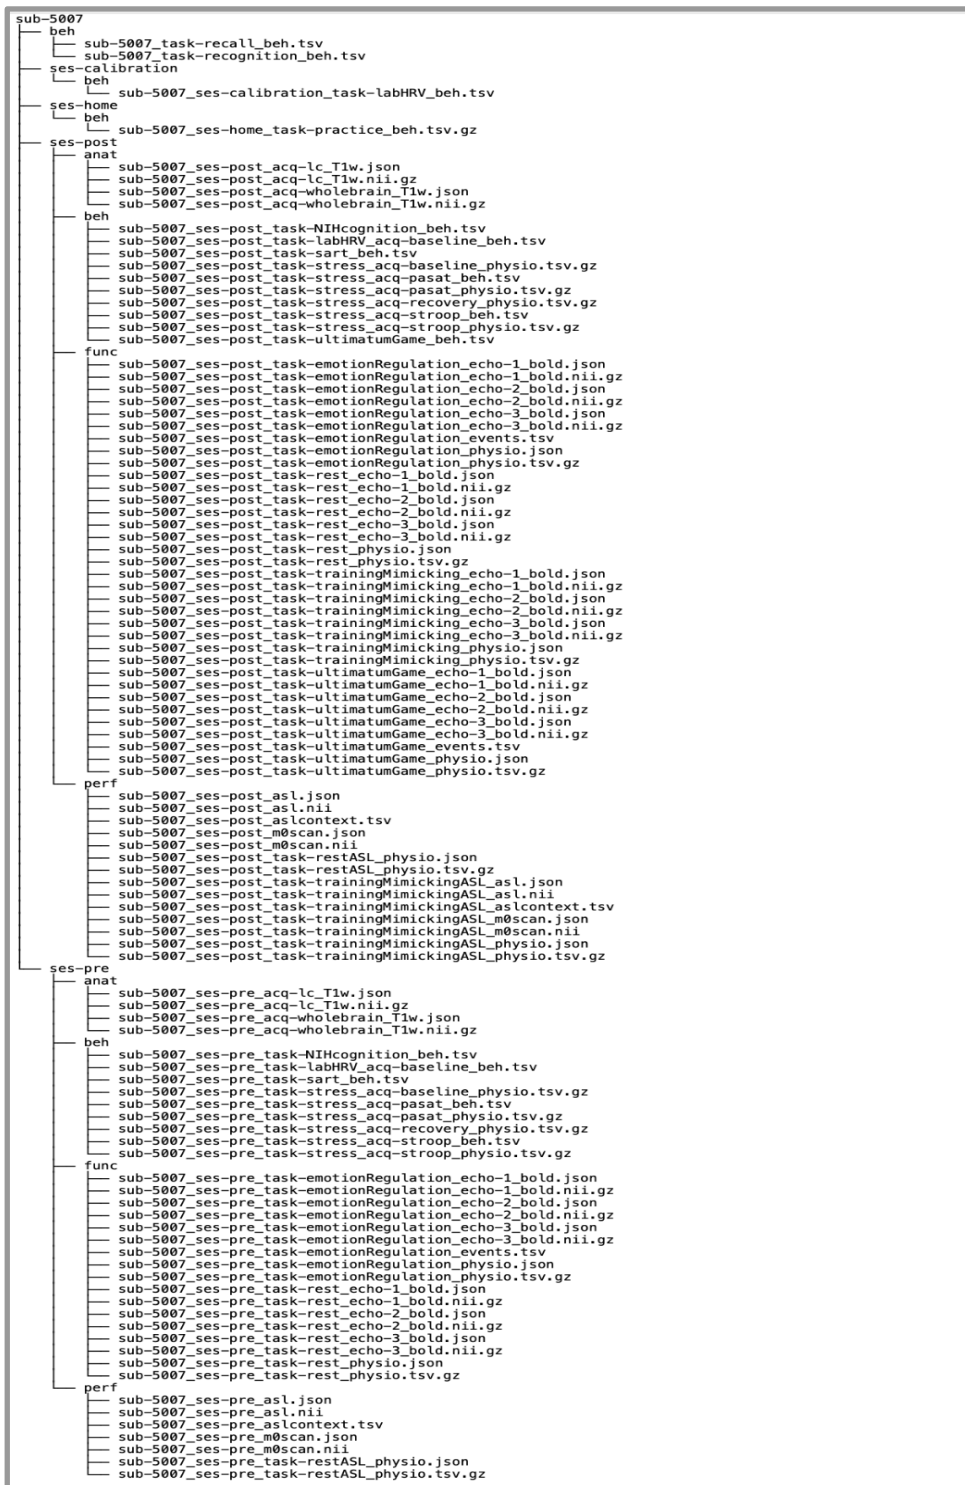 sub-5007
├── beh
│   ├── sub-5007_task-recall_beh.tsv
│   └── sub-5007_task-recognition_beh.tsv
├── ses-calibration
│   └── beh
│       └── sub-5007_ses-calibration_task-labHRV_beh.tsv
├── ses-home
│   └── beh
│       └── sub-5007_ses-home_task-practice_beh.tsv.gz
├── ses-post
│   ├── anat
│   │   ├── sub-5007_ses-post_acq-lc_T1w.json
│   │   ├── sub-5007_ses-post_acq-lc_T1w.nii.gz
│   │   ├── sub-5007_ses-post_acq-wholebrain_T1w.json
│   │   └── sub-5007_ses-post_acq-wholebrain_T1w.nii.gz
│   ├── beh
│   │   ├── sub-5007_ses-post_task-NIHcognition_beh.tsv
│   │   ├── sub-5007_ses-post_task-labHRV_acq-baseline_beh.tsv
│   │   ├── sub-5007_ses-post_task-sart_beh.tsv
│   │   ├── sub-5007_ses-post_task-stress_acq-baseline_physio.tsv.gz
│   │   ├── sub-5007_ses-post_task-stress_acq-pasat_beh.tsv
│   │   ├── sub-5007_ses-post_task-stress_acq-pasat_physio.tsv.gz
│   │   ├── sub-5007_ses-post_task-stress_acq-recovery_physio.tsv.gz
│   │   ├── sub-5007_ses-post_task-stress_acq-stroop_beh.tsv
│   │   ├── sub-5007_ses-post_task-stress_acq-stroop_physio.tsv.gz
│   │   └── sub-5007_ses-post_task-ultimatumGame_beh.tsv
│   ├── func
│   │   ├── sub-5007_ses-post_task-emotionRegulation_echo-1_bold.json
│   │   ├── sub-5007_ses-post_task-emotionRegulation_echo-1_bold.nii.gz
│   │   ├── sub-5007_ses-post_task-emotionRegulation_echo-2_bold.json
│   │   ├── sub-5007_ses-post_task-emotionRegulation_echo-2_bold.nii.gz
│   │   ├── sub-5007_ses-post_task-emotionRegulation_echo-3_bold.json
│   │   ├── sub-5007_ses-post_task-emotionRegulation_echo-3_bold.nii.gz
│   │   ├── sub-5007_ses-post_task-emotionRegulation_events.tsv
│   │   ├── sub-5007_ses-post_task-emotionRegulation_physio.json
│   │   ├── sub-5007_ses-post_task-emotionRegulation_physio.tsv.gz
│   │   ├── sub-5007_ses-post_task-rest_echo-1_bold.json
│   │   ├── sub-5007_ses-post_task-rest_echo-1_bold.nii.gz
│   │   ├── sub-5007_ses-post_task-rest_echo-2_bold.json
│   │   ├── sub-5007_ses-post_task-rest_echo-2_bold.nii.gz
│   │   ├── sub-5007_ses-post_task-rest_echo-3_bold.json
│   │   ├── sub-5007_ses-post_task-rest_echo-3_bold.nii.gz
│   │   ├── sub-5007_ses-post_task-rest_physio.json
│   │   ├── sub-5007_ses-post_task-rest_physio.tsv.gz
│   │   ├── sub-5007_ses-post_task-trainingMimicking_echo-1_bold.json
│   │   ├── sub-5007_ses-post_task-trainingMimicking_echo-1_bold.nii.gz
│   │   ├── sub-5007_ses-post_task-trainingMimicking_echo-2_bold.json
│   │   ├── sub-5007_ses-post_task-trainingMimicking_echo-2_bold.nii.gz
│   │   ├── sub-5007_ses-post_task-trainingMimicking_echo-3_bold.json
│   │   ├── sub-5007_ses-post_task-trainingMimicking_echo-3_bold.nii.gz
│   │   ├── sub-5007_ses-post_task-trainingMimicking_physio.json
│   │   ├── sub-5007_ses-post_task-trainingMimicking_physio.tsv.gz
│   │   ├── sub-5007_ses-post_task-ultimatumGame_echo-1_bold.json
│   │   ├── sub-5007_ses-post_task-ultimatumGame_echo-1_bold.nii.gz
│   │   ├── sub-5007_ses-post_task-ultimatumGame_echo-2_bold.json
│   │   ├── sub-5007_ses-post_task-ultimatumGame_echo-2_bold.nii.gz
│   │   ├── sub-5007_ses-post_task-ultimatumGame_echo-3_bold.json
│   │   ├── sub-5007_ses-post_task-ultimatumGame_echo-3_bold.nii.gz
│   │   ├── sub-5007_ses-post_task-ultimatumGame_events.tsv
│   │   ├── sub-5007_ses-post_task-ultimatumGame_physio.json
│   │   └── sub-5007_ses-post_task-ultimatumGame_physio.tsv.gz
│   └── perf
│       ├── sub-5007_ses-post_asl.json
│       ├── sub-5007_ses-post_asl.nii
│       ├── sub-5007_ses-post_aslcontext.tsv
│       ├── sub-5007_ses-post_m0scan.json
│       ├── sub-5007_ses-post_m0scan.nii
│       ├── sub-5007_ses-post_task-restASL_physio.json
│       ├── sub-5007_ses-post_task-restASL_physio.tsv.gz
│       ├── sub-5007_ses-post_task-trainingMimickingASL_asl.json
│       ├── sub-5007_ses-post_task-trainingMimickingASL_asl.nii
│       ├── sub-5007_ses-post_task-trainingMimickingASL_aslcontext.tsv
│       ├── sub-5007_ses-post_task-trainingMimickingASL_m0scan.json
│       ├── sub-5007_ses-post_task-trainingMimickingASL_m0scan.nii
│       ├── sub-5007_ses-post_task-trainingMimickingASL_physio.json
│       └── sub-5007_ses-post_task-trainingMimickingASL_physio.tsv.gz
└── ses-pre
    ├── anat
    │   ├── sub-5007_ses-pre_acq-lc_T1w.json
    │   ├── sub-5007_ses-pre_acq-lc_T1w.nii.gz
    │   ├── sub-5007_ses-pre_acq-wholebrain_T1w.json
    │   └── sub-5007_ses-pre_acq-wholebrain_T1w.nii.gz
    ├── beh
    │   ├── sub-5007_ses-pre_task-NIHcognition_beh.tsv
    │   ├── sub-5007_ses-pre_task-labHRV_acq-baseline_beh.tsv
    │   ├── sub-5007_ses-pre_task-sart_beh.tsv
    │   ├── sub-5007_ses-pre_task-stress_acq-baseline_physio.tsv.gz
    │   ├── sub-5007_ses-pre_task-stress_acq-pasat_beh.tsv
    │   ├── sub-5007_ses-pre_task-stress_acq-pasat_physio.tsv.gz
    │   ├── sub-5007_ses-pre_task-stress_acq-recovery_physio.tsv.gz
    │   ├── sub-5007_ses-pre_task-stress_acq-stroop_beh.tsv
    │   └── sub-5007_ses-pre_task-stress_acq-stroop_physio.tsv.gz
    ├── func
    │   ├── sub-5007_ses-pre_task-emotionRegulation_echo-1_bold.json
    │   ├── sub-5007_ses-pre_task-emotionRegulation_echo-1_bold.nii.gz
    │   ├── sub-5007_ses-pre_task-emotionRegulation_echo-2_bold.json
    │   ├── sub-5007_ses-pre_task-emotionRegulation_echo-2_bold.nii.gz
    │   ├── sub-5007_ses-pre_task-emotionRegulation_echo-3_bold.json
    │   ├── sub-5007_ses-pre_task-emotionRegulation_echo-3_bold.nii.gz
    │   ├── sub-5007_ses-pre_task-emotionRegulation_events.tsv
    │   ├── sub-5007_ses-pre_task-emotionRegulation_physio.json
    │   ├── sub-5007_ses-pre_task-emotionRegulation_physio.tsv.gz
    │   ├── sub-5007_ses-pre_task-rest_echo-1_bold.json
    │   ├── sub-5007_ses-pre_task-rest_echo-1_bold.nii.gz
    │   ├── sub-5007_ses-pre_task-rest_echo-2_bold.json
    │   ├── sub-5007_ses-pre_task-rest_echo-2_bold.nii.gz
    │   ├── sub-5007_ses-pre_task-rest_echo-3_bold.json
    │   ├── sub-5007_ses-pre_task-rest_echo-3_bold.nii.gz
    │   ├── sub-5007_ses-pre_task-rest_physio.json
    │   └── sub-5007_ses-pre_task-rest_physio.tsv.gz
    └── perf
        ├── sub-5007_ses-pre_asl.json
        ├── sub-5007_ses-pre_asl.nii
        ├── sub-5007_ses-pre_aslcontext.tsv
        ├── sub-5007_ses-pre_m0scan.json
        ├── sub-5007_ses-pre_m0scan.nii
        ├── sub-5007_ses-pre_task-restASL_physio.json
        └── sub-5007_ses-pre_task-restASL_physio.tsv.gz